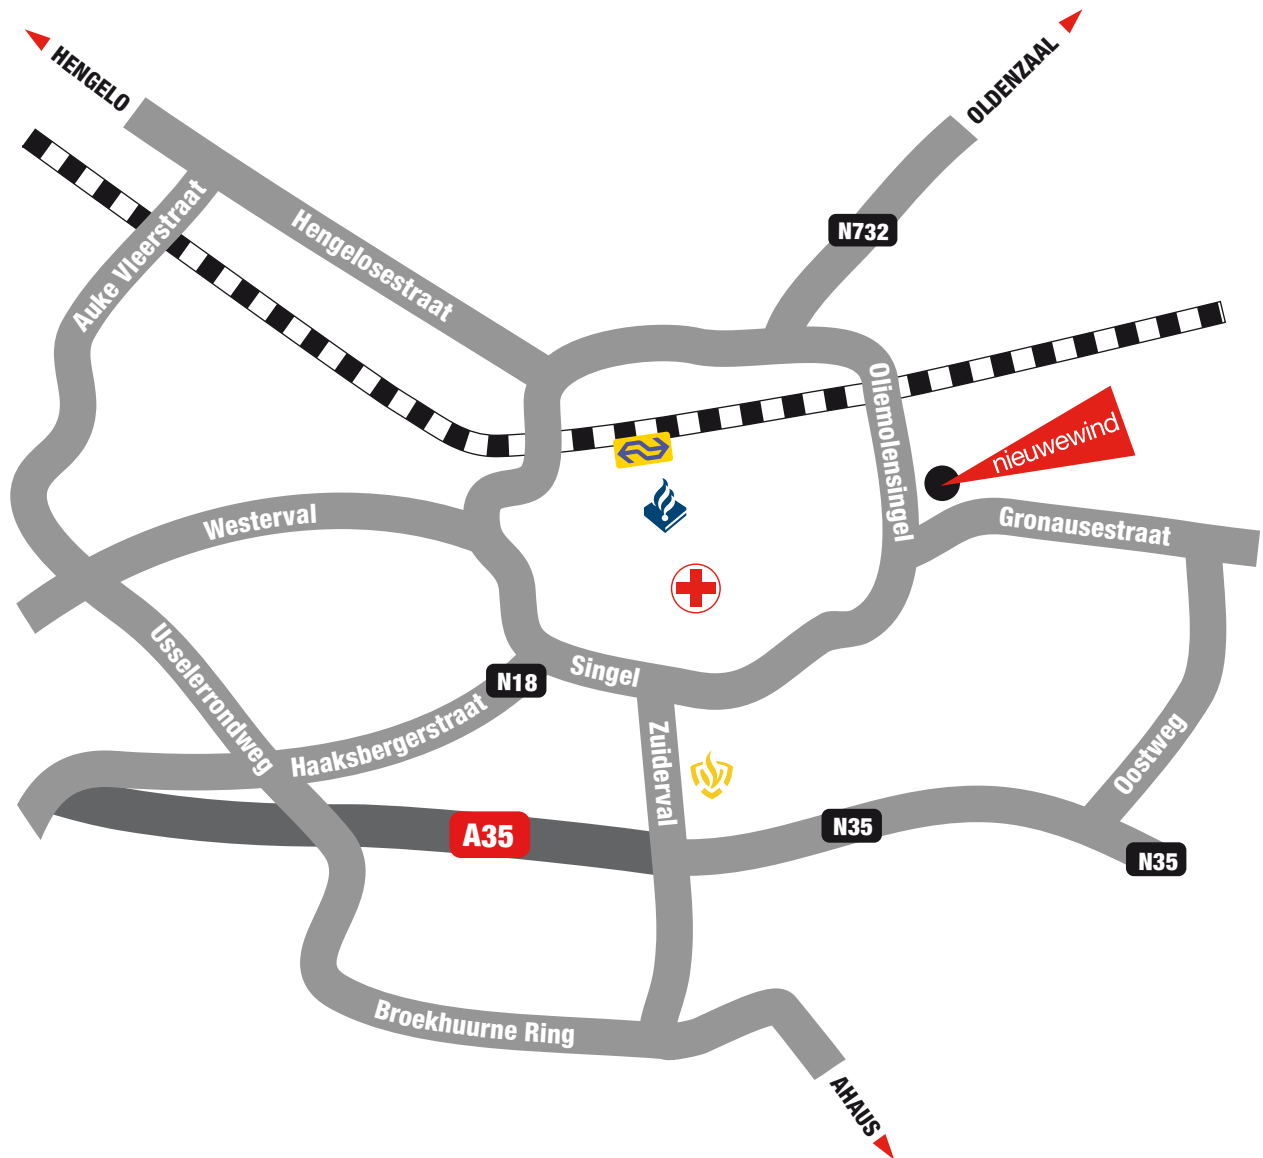 HENGELO
OLDENZAAL
Auke Vleerstraat
Hengelosestraat
N732
Oliemolensingel
nieuwewind
Westerval
Gronausestraat
Usselerrondweg
N18
Singel
Haaksbergerstraat
Zuiderval
Oostweg
A35
N35
N35
Broekhuurne Ring
AHAUS